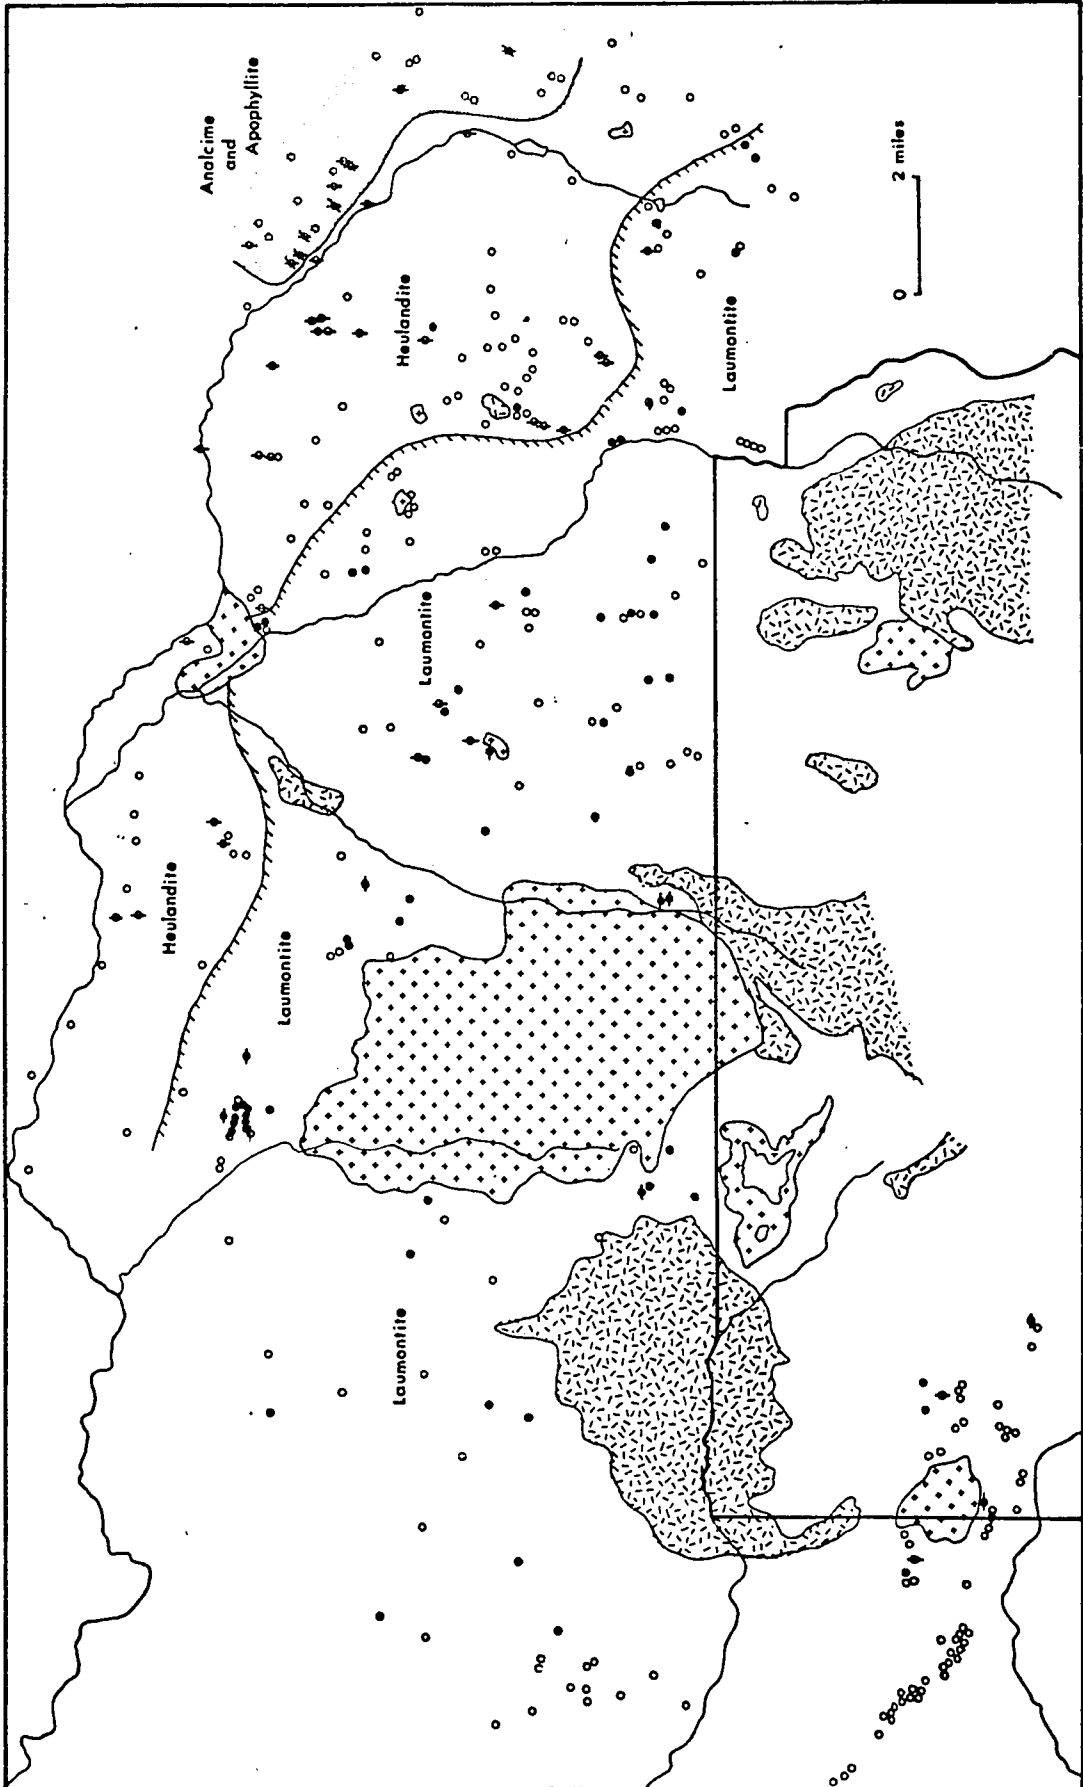 Analcime
and
Apophyllite
Heulandite
Laumontite
0 2 miles
Laumontite
Heulandite
Laumontite
Laumontite